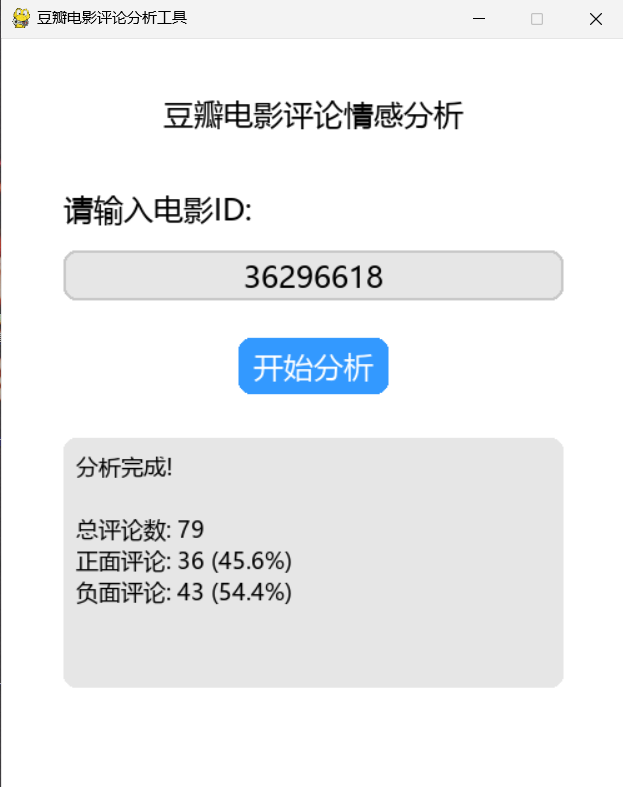 豆瓣电影评论分析工具
豆瓣电影评论情感分析
请输入电影ID:
36296618
开始分析
分析完成!
总评论数: 79
正面评论: 36 (45.6%)
负面评论: 43 (54.4%)